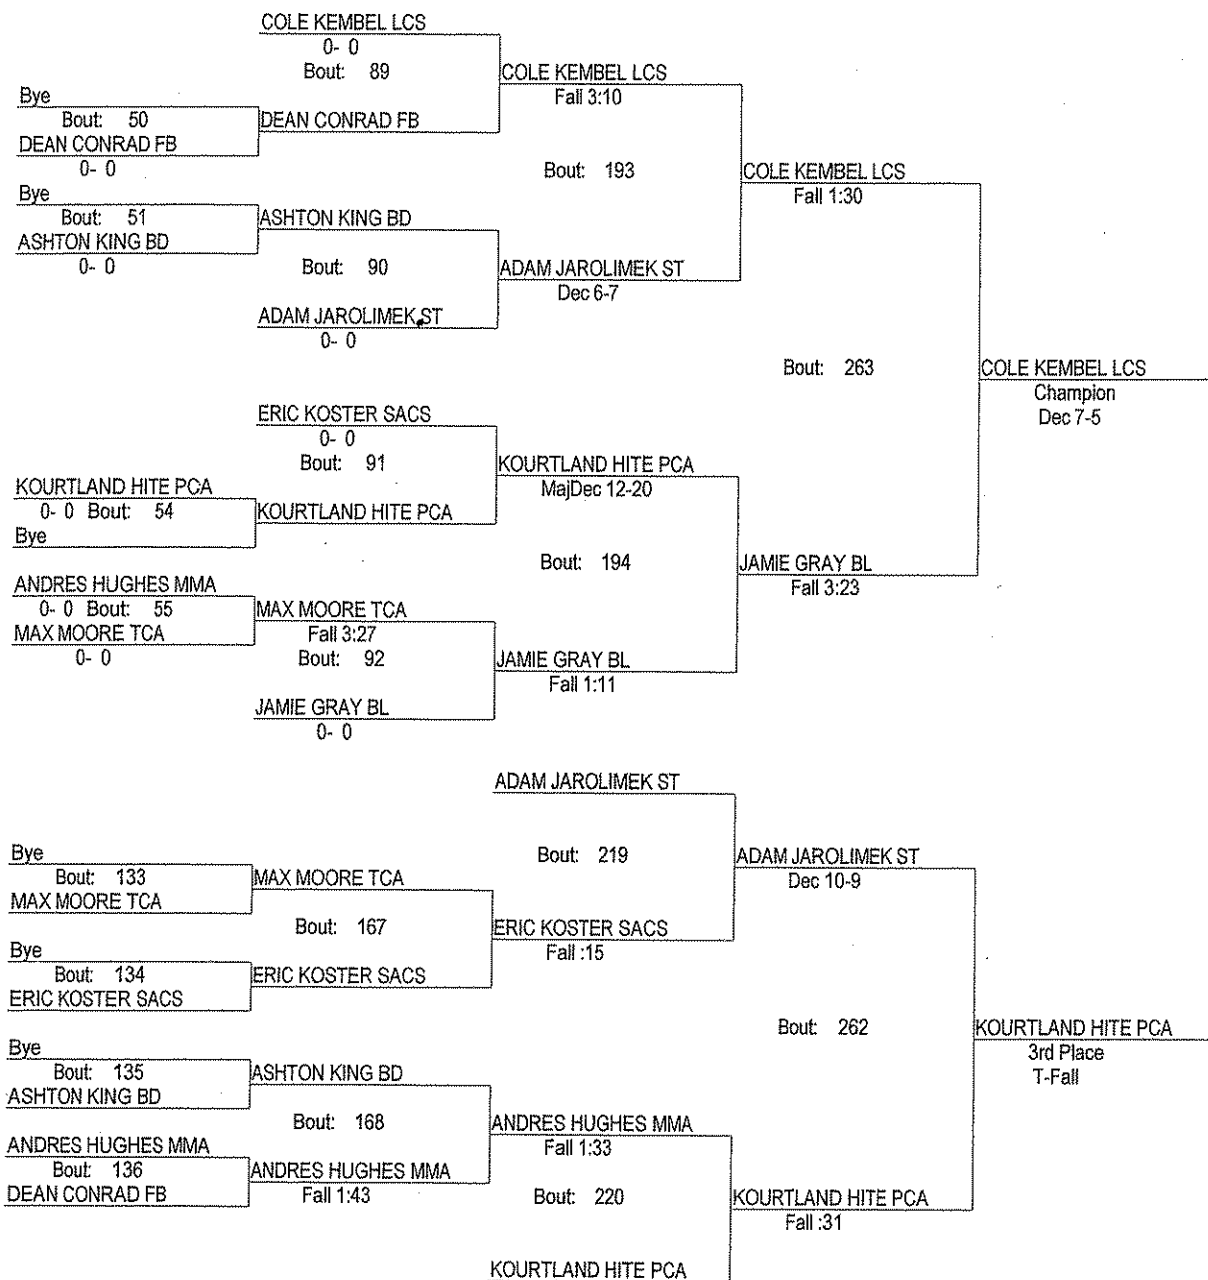 COLE KEMBEL LCS
0- 0
Bout: 89
COLE KEMBEL LCS
Fall 3:10
Bye
Bout: 50
DEAN CONRAD FB
DEAN CONRAD FB
0- 0
Bout: 193
COLE KEMBEL LCS
Fall 1:30
Bye
Bout: 51
ASHTON KING BD
ASHTON KING BD
0- 0
Bout: 90
ADAM JAROLIMEK ST
Dec 6-7
ADAM JAROLIMEK ST
0- 0
Bout: 263
COLE KEMBEL LCS
Champion
Dec 7-5
ERIC KOSTER SACS
0- 0
Bout: 91
KOURTLAND HITE PCA
MajDec 12-20
KOURTLAND HITE PCA
0- 0 Bout: 54
KOURTLAND HITE PCA
Bye
Bout: 194
JAMIE GRAY BL
Fall 3:23
ANDRES HUGHES MMA
0- 0 Bout: 55
MAX MOORE TCA
Fall 3:27
MAX MOORE TCA
0- 0
Bout: 92
JAMIE GRAY BL
Fall 1:11
JAMIE GRAY BL
0- 0
ADAM JAROLIMEK ST
Bout: 219
ADAM JAROLIMEK ST
Dec 10-9
Bye
Bout: 133
MAX MOORE TCA
MAX MOORE TCA
Bout: 167
ERIC KOSTER SACS
Fall :15
Bye
Bout: 134
ERIC KOSTER SACS
ERIC KOSTER SACS
Bout: 262
KOURTLAND HITE PCA
3rd Place
T-Fall
Bye
Bout: 135
ASHTON KING BD
ASHTON KING BD
Bout: 168
ANDRES HUGHES MMA
Fall 1:33
ANDRES HUGHES MMA
Bout: 136
ANDRES HUGHES MMA
Fall 1:43
DEAN CONRAD FB
Bout: 220
KOURTLAND HITE PCA
Fall :31
KOURTLAND HITE PCA